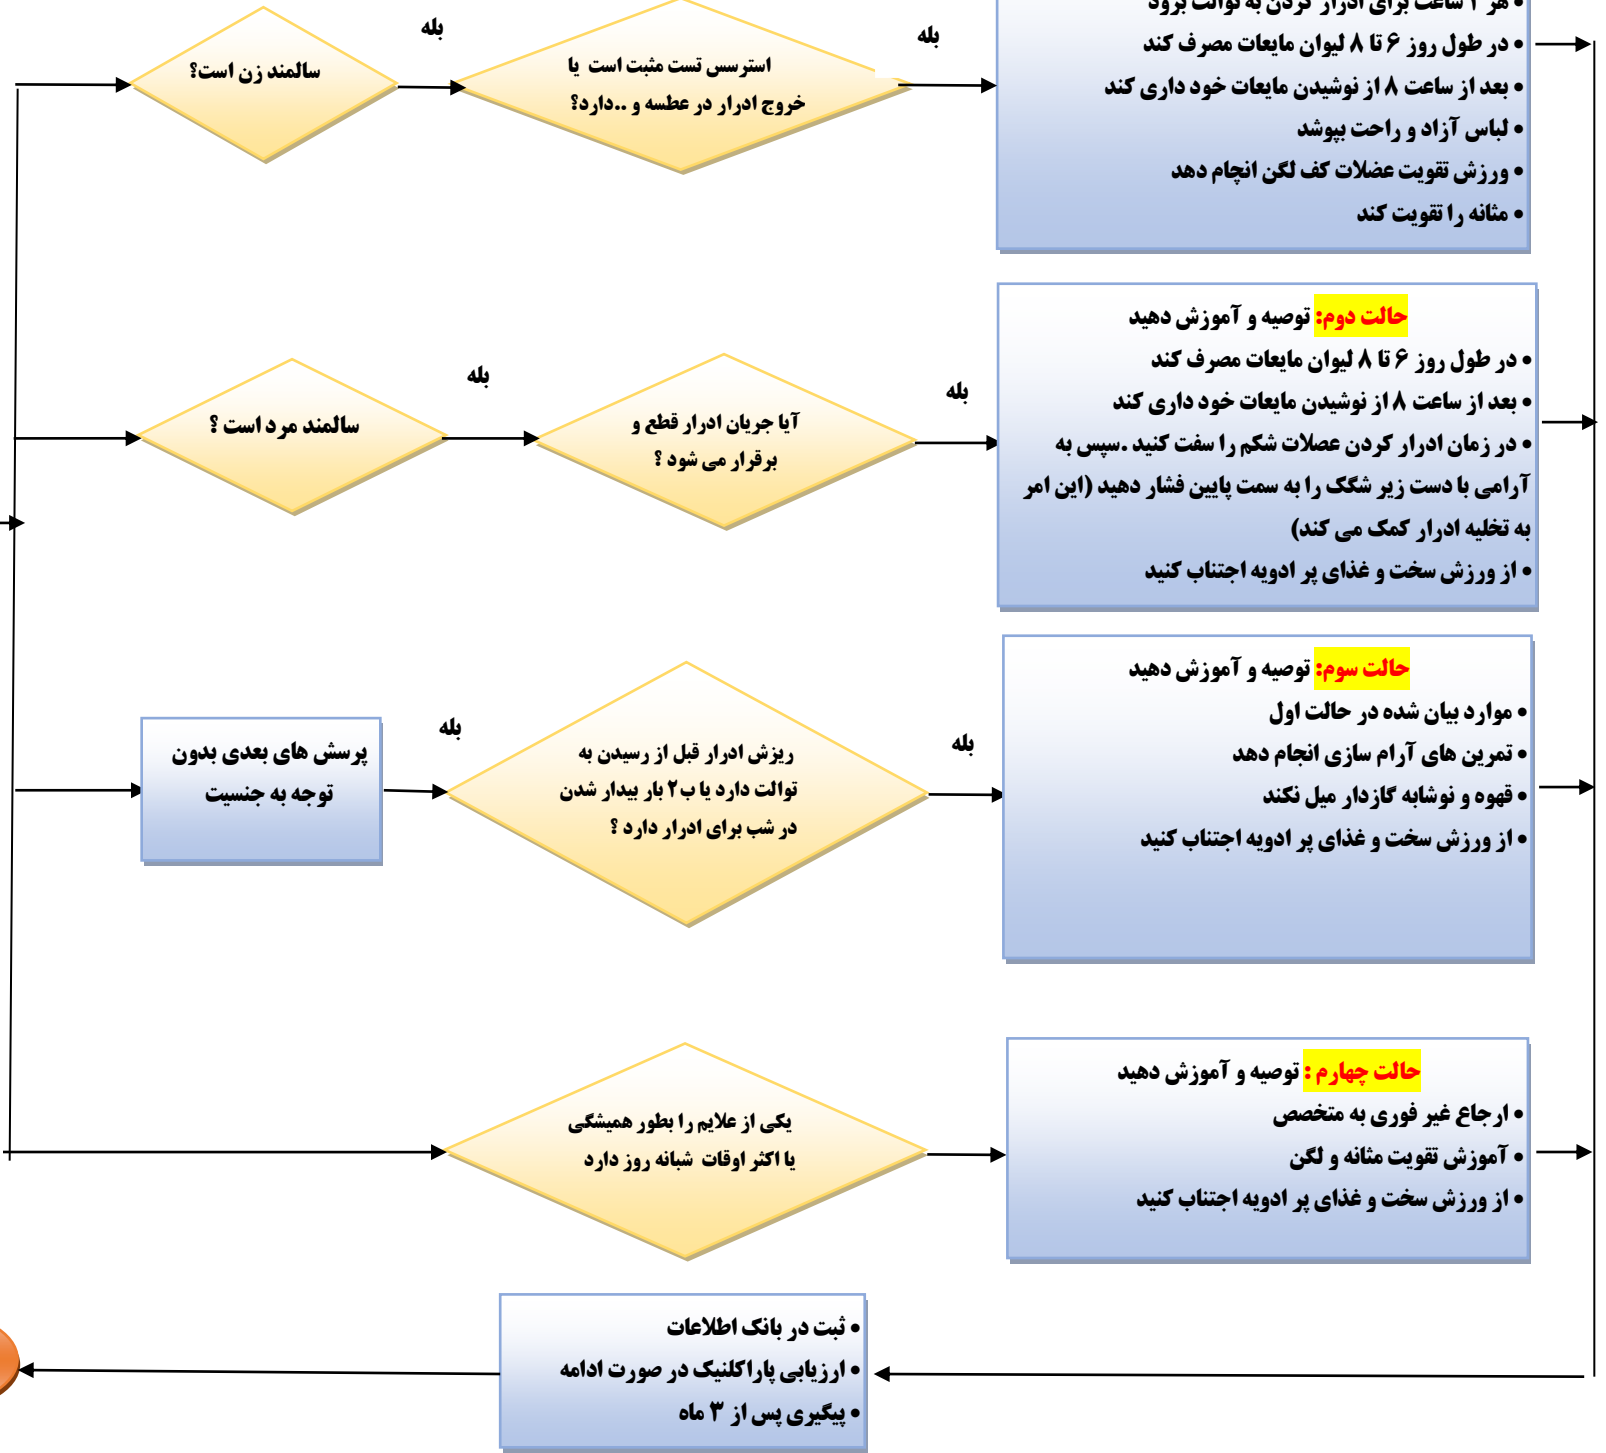 سالمند زن است؟
بله
استرسس تست مثبت است یا
خروج ادرار در عطسه و ..دارد؟
بله
ساعت برای ادرار کردن به توالت برود
• در طول روز ۶ تا ۸ لیوان مایعات مصرف کند
• بعد از ساعت ۸ از نوشیدن مایعات خود داری کند
• لباس آزاد و راحت بپوشد
• ورزش تقویت عضلات کف لگن انچام دهد
• مثانه را تقویت کند
سالمند مرد است ؟
بله
آیا جریان ادرار قطع و
برقرار می شود ؟
بله
حالت دوم: توصیه و آموزش دهید
• در طول روز ۶ تا ۸ لیوان مایعات مصرف کند
• بعد از ساعت ۸ از نوشیدن مایعات خود داری کند
• در زمان ادرار کردن عصلات شکم را سفت کنید .سپس به
آرامی با دست زیر شگک را به سمت پایین فشار دهید (این امر
به تخلیه ادرار کمک می کند)
• از ورزش سخت و غذای پر ادویه اجتناب کنید
پرسش های بعدی بدون
توجه به جنسیت
بله
ریزش ادرار قبل از رسیدن به
توالت دارد یا ب۲ بار بیدار شدن
در شب برای ادرار دارد ؟
بله
حالت سوم: توصیه و آموزش دهید
• موارد بیان شده در حالت اول
• تمرین های آرام سازی انجام دهد
• قهوه و نوشابه گازدار میل نکند
• از ورزش سخت و غذای پر ادویه اجتناب کنید
یکی از علایم را بطور همیشگی
یا اکثر اوقات شبانه روز دارد
حالت چهارم : توصیه و آموزش دهید
• ارجاع غیر فوری به متخصص
• آموزش تقویت مثانه و لگن
• از ورزش سخت و غذای پر ادویه اجتناب کنید
• ثبت در بانک اطلاعات
• ارزیابی پاراکلنیک در صورت ادامه
• پیگیری پس از ۳ ماه